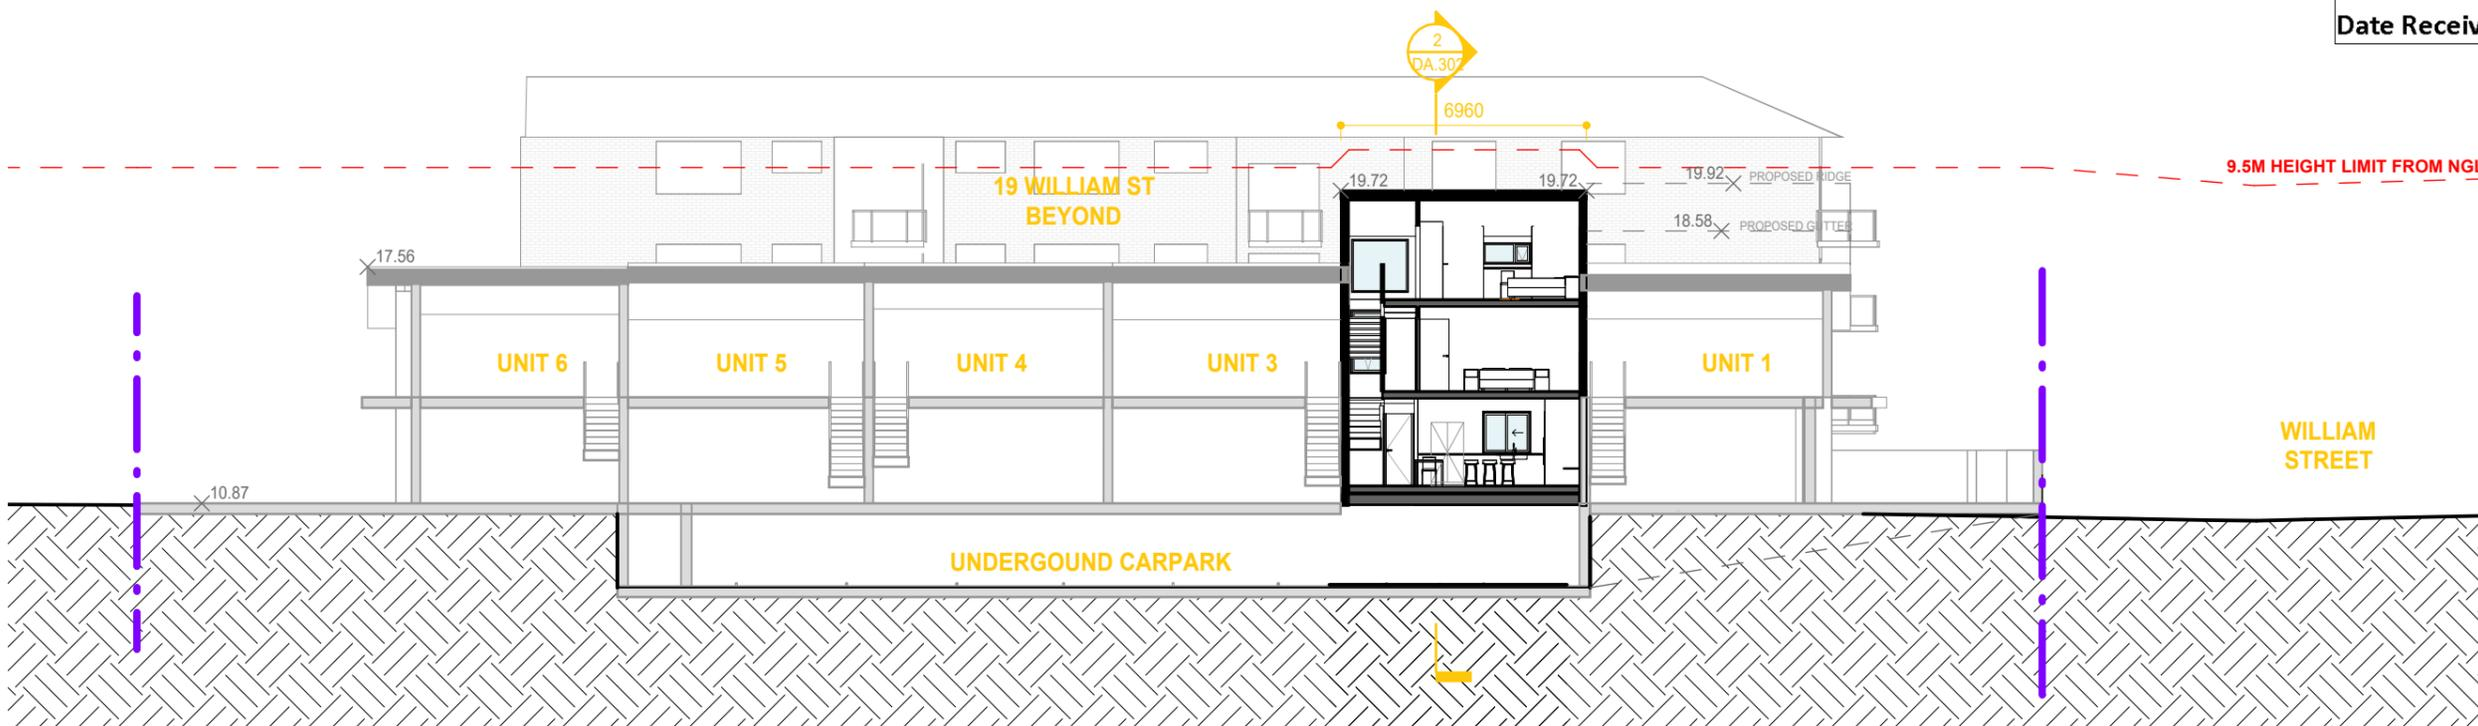 Date Receiv
2
DA.302
6960
9.5M HEIGHT LIMIT FROM NGL
19 WILLIAM ST
BEYOND
19.72
19.72
19.92
PROPOSED RIDGE
18.58
PROPOSED GUTTER
17.56
UNIT 6
UNIT 5
UNIT 4
UNIT 3
UNIT 1
WILLIAM
STREET
10.87
UNDERGOUND CARPARK